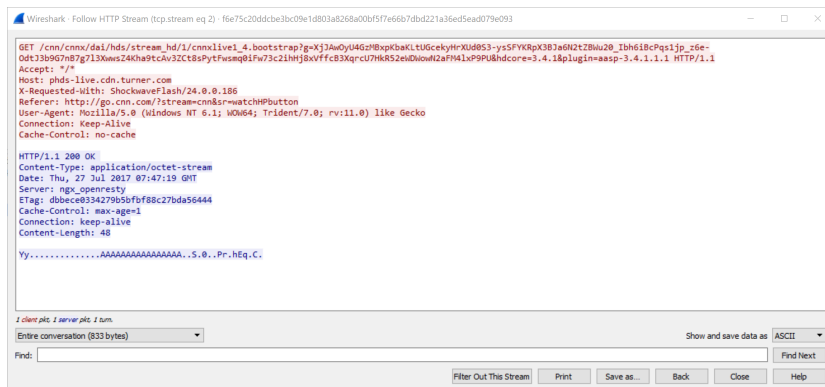 Wireshark · Follow HTTP Stream (tcp.stream eq 2) · f6e75c20ddcbe3bc09e1d803a8268a00bf5f7e66b7dbd221a36ed5ead079e093
GET /cnn/cnnx/dai/hds/stream_hd/1/cnnxlive1_4.bootstrap?g=XjJAwOyU4GzMBxpKbaKLtUGcekyHrXUd0S3-ysSFYKRpX3BJa6N2tZBWu20_Ibh6iBcPqs1jp_z6e-
OdtJ3b9G7nB7g7l3XwwsZ4Kha9tcAv3ZCt8sPytFwsmq0iFw73c2ihHj8xVffcB3XqrcU7HkR52eWDWowN2aFM4lxP9PU&hdcore=3.4.1&plugin=aasp-3.4.1.1.1 HTTP/1.1
Accept: "*/"
Host: phds-live.cdn.turner.com
X-Requested-With: ShockwaveFlash/24.0.0.186
Referer: http://go.cnn.com/?stream=cnn&sr=watchHPbutton
User-Agent: Mozilla/5.0 (Windows NT 6.1; WOW64; Trident/7.0; rv:11.0) like Gecko
Connection: Keep-Alive
Cache-Control: no-cache
HTTP/1.1 200 OK
Content-Type: application/octet-stream
Date: Thu, 27 Jul 2017 07:47:19 GMT
Server: ngx_openresty
ETag: dbbece0334279b5bfbf88c27bda56444
Cache-Control: max-age=1
Connection: keep-alive
Content-Length: 48
Yy..............AAAAAAAAAAAAAAAA..S.0..Pr.hEq.C.
1 client pkt, 1 server pkt, 1 turn.
Entire conversation (833 bytes) Show and save data as ASCII
Find: Find Next
Filter Out This Stream Print Save as... Back Close Help